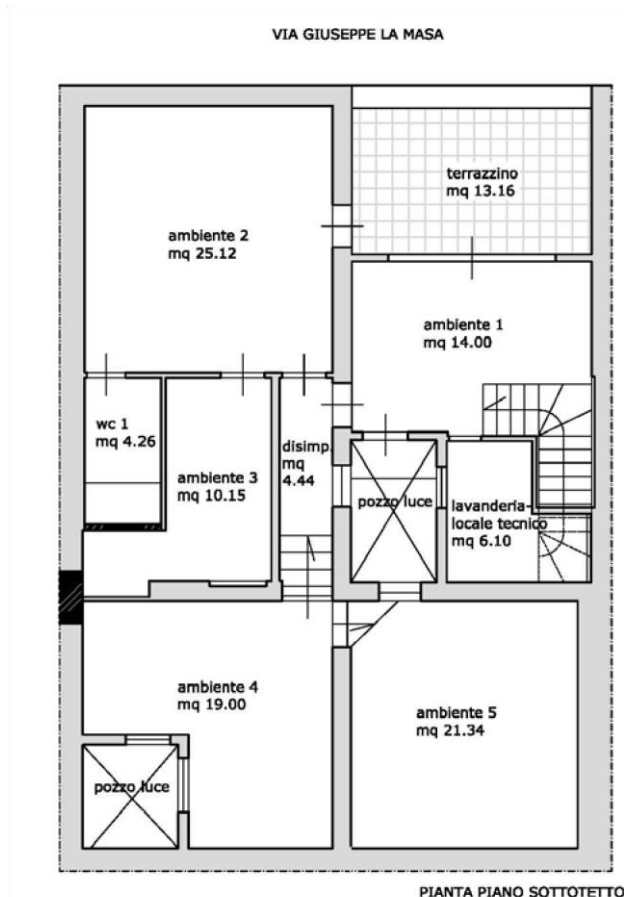 VIA GIUSEPPE LA MASA
terrazzino
mq 13.16
ambiente 2
mq 25.12
ambiente 1
mq 14.00
wc 1
mq 4.26
disimp.
mq
4.44
ambiente 3
mq 10.15
pozzo luce
lavanderia-
locale tecnico
mq 6.10
ambiente 4
mq 19.00
ambiente 5
mq 21.34
pozzo luce
PIANTA PIANO SOTTOTETTO